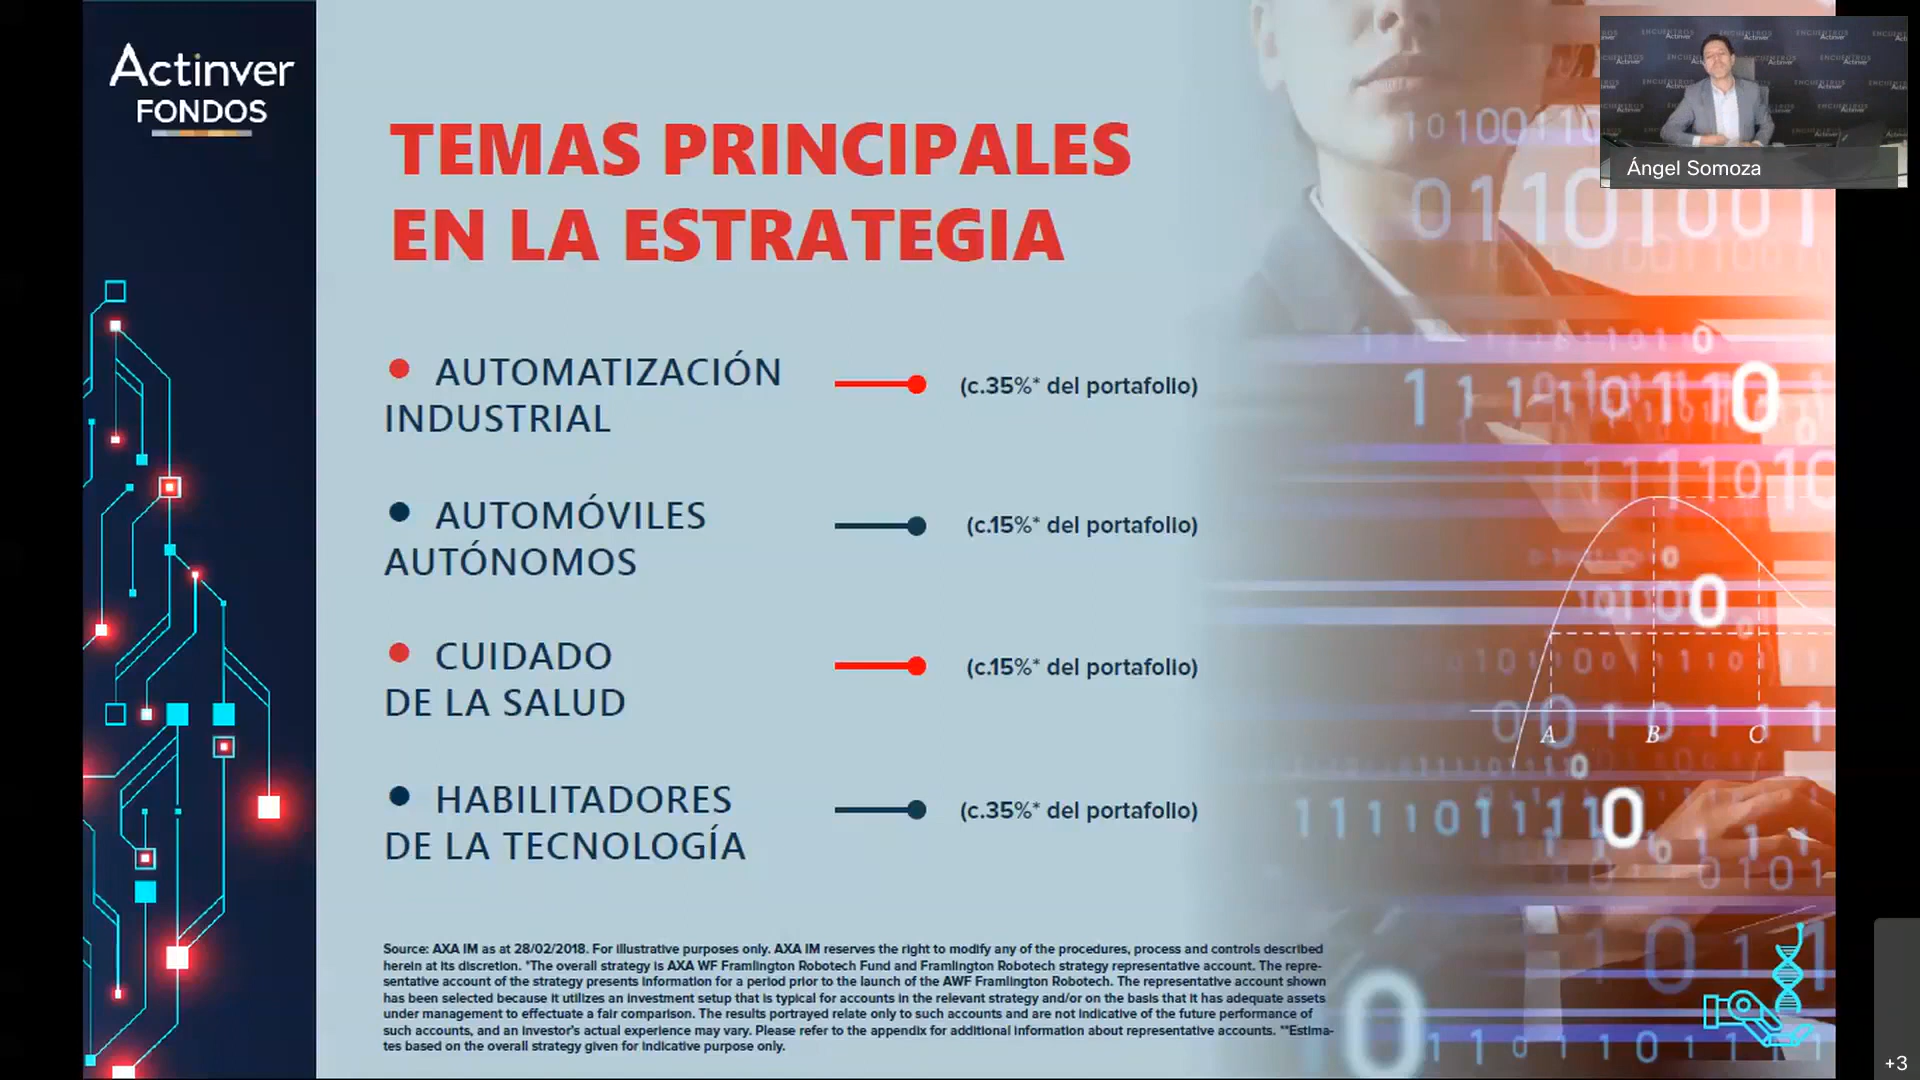 Actinver
FONDOS
TEMAS PRINCIPALES
EN LA ESTRATEGIA
Ángel Somoza
• AUTOMATIZACIÓN
INDUSTRIAL
(c.35%* del portafolio)
• AUTOMÓVILES
AUTÓNOMOS
(c.15%* del portafolio)
• CUIDADO
DE LA SALUD
(c.15%* del portafolio)
• HABILITADORES
DE LA TECNOLOGÍA
(c.35%* del portafolio)
A B C
Source: AXA IM as at 28/02/2018. For illustrative purposes only. AXA IM reserves the right to modify any of the procedures, process and controls described
herein at its discretion. *The overall strategy is AXA WF Framlington Robotech Fund and Framlington Robotech strategy representative account. The repre-
sentative account of the strategy presents information for a period prior to the launch of the AWF Framlington Robotech. The representative account shown
has been selected because it utilizes an investment setup that is typical for accounts in the relevant strategy and/or on the basis that it has adequate assets
under management to effectuate a fair comparison. The results portrayed relate only to such accounts and are not indicative of the future performance of
such accounts, and an investor's actual experience may vary. Please refer to the appendix for additional information about representative accounts. **Estima-
tes based on the overall strategy given for indicative purpose only.
+3